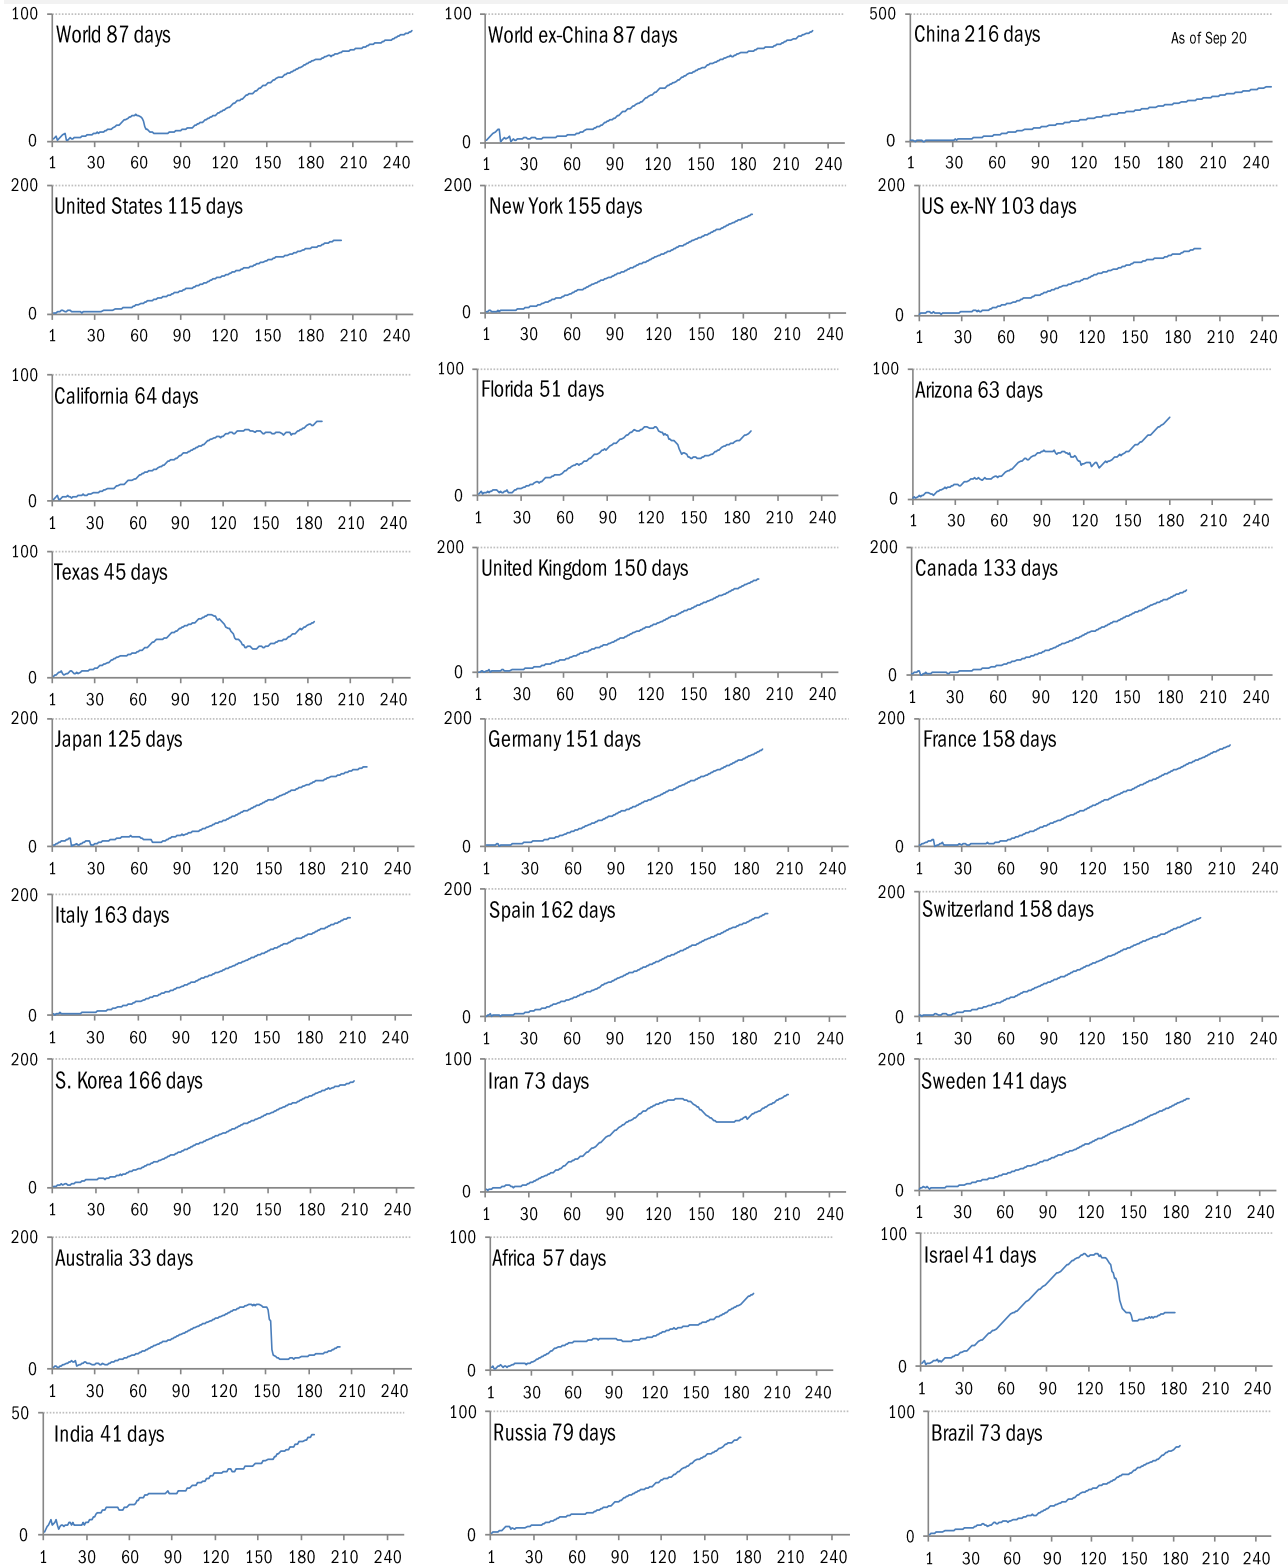 100 100 500
World 87 days World ex-China 87 days China 216 days As of Sep 20
0 0 0
1 30 60 90 120 150 180 210 240 1 30 60 90 120 150 180 210 240 1 30 60 90 120 150 180 210 240
200 200 200
United States 115 days New York 155 days US ex-NY 103 days
0 0 0
1 30 60 90 120 150 180 210 240 1 30 60 90 120 150 180 210 240 1 30 60 90 120 150 180 210 240
100 100 100
California 64 days Florida 51 days Arizona 63 days
0 0 0
1 30 60 90 120 150 180 210 240 1 30 60 90 120 150 180 210 240 1 30 60 90 120 150 180 210 240
100 200 200
Texas 45 days United Kingdom 150 days Canada 133 days
0 0 0
1 30 60 90 120 150 180 210 240 1 30 60 90 120 150 180 210 240 1 30 60 90 120 150 180 210 240
200 200 200
Japan 125 days Germany 151 days France 158 days
0 0 0
1 30 60 90 120 150 180 210 240 1 30 60 90 120 150 180 210 240 1 30 60 90 120 150 180 210 240
200 200 200
Italy 163 days Spain 162 days Switzerland 158 days
0 0 0
1 30 60 90 120 150 180 210 240 1 30 60 90 120 150 180 210 240 1 30 60 90 120 150 180 210 240
200 100 200
S. Korea 166 days Iran 73 days Sweden 141 days
0 0 0
1 30 60 90 120 150 180 210 240 1 30 60 90 120 150 180 210 240 1 30 60 90 120 150 180 210 240
200 100 100
Australia 33 days Africa 57 days Israel 41 days
0 0 0
1 30 60 90 120 150 180 210 240 1 30 60 90 120 150 180 210 240 1 30 60 90 120 150 180 210 240
50 100 100
India 41 days Russia 79 days Brazil 73 days
0 0 0
1 30 60 90 120 150 180 210 240 1 30 60 90 120 150 180 210 240 1 30 60 90 120 150 180 210 240